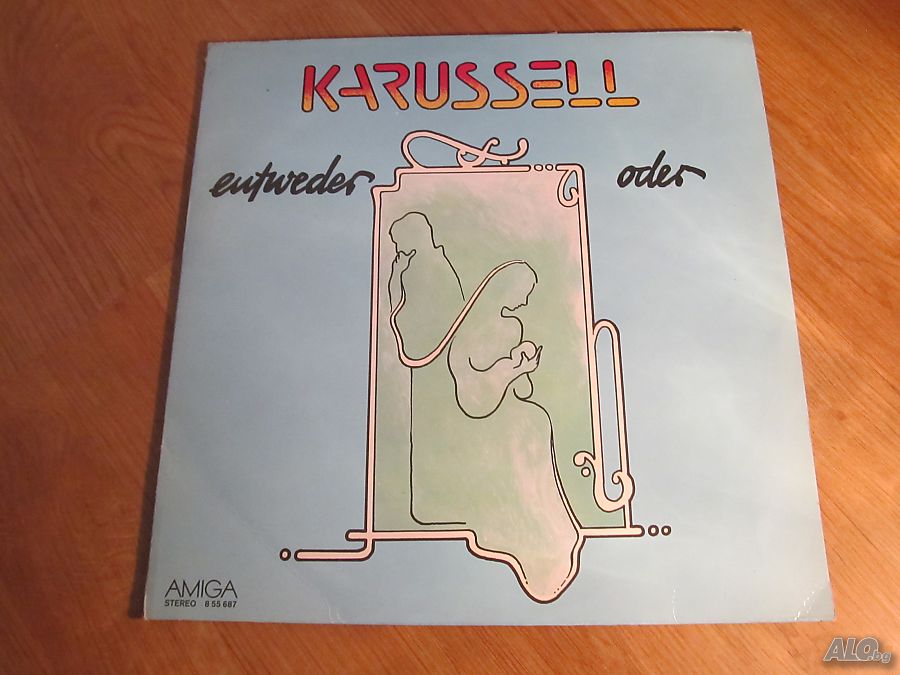 KARUSSELL
entweder oder
AMIGA
STEREO 8 55 687
ALO.bg